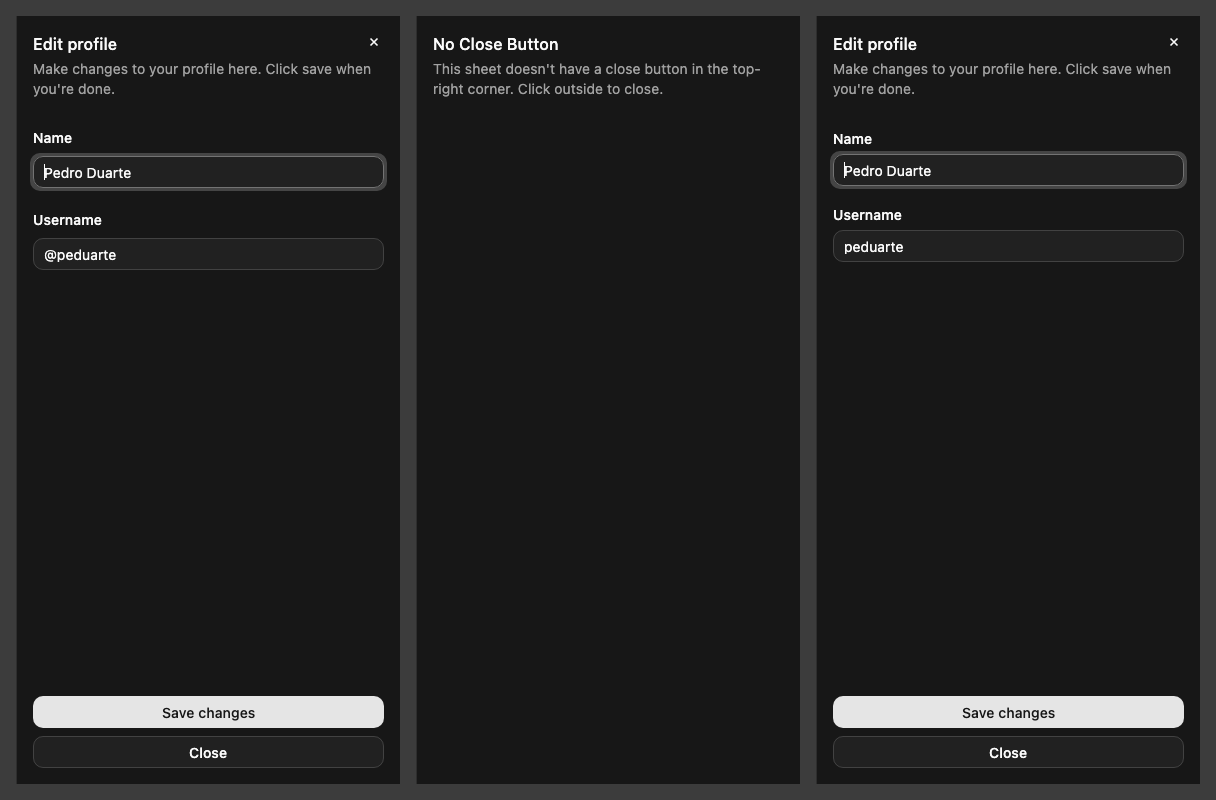 Edit profile
Make changes to your profile here. Click save when
you're done.
Name
Pedro Duarte
Username
@peduarte
Save changes
Close
No Close Button
This sheet doesn't have a close button in the top-
right corner. Click outside to close.
Edit profile
Make changes to your profile here. Click save when
you're done.
Name
Pedro Duarte
Username
peduarte
Save changes
Close